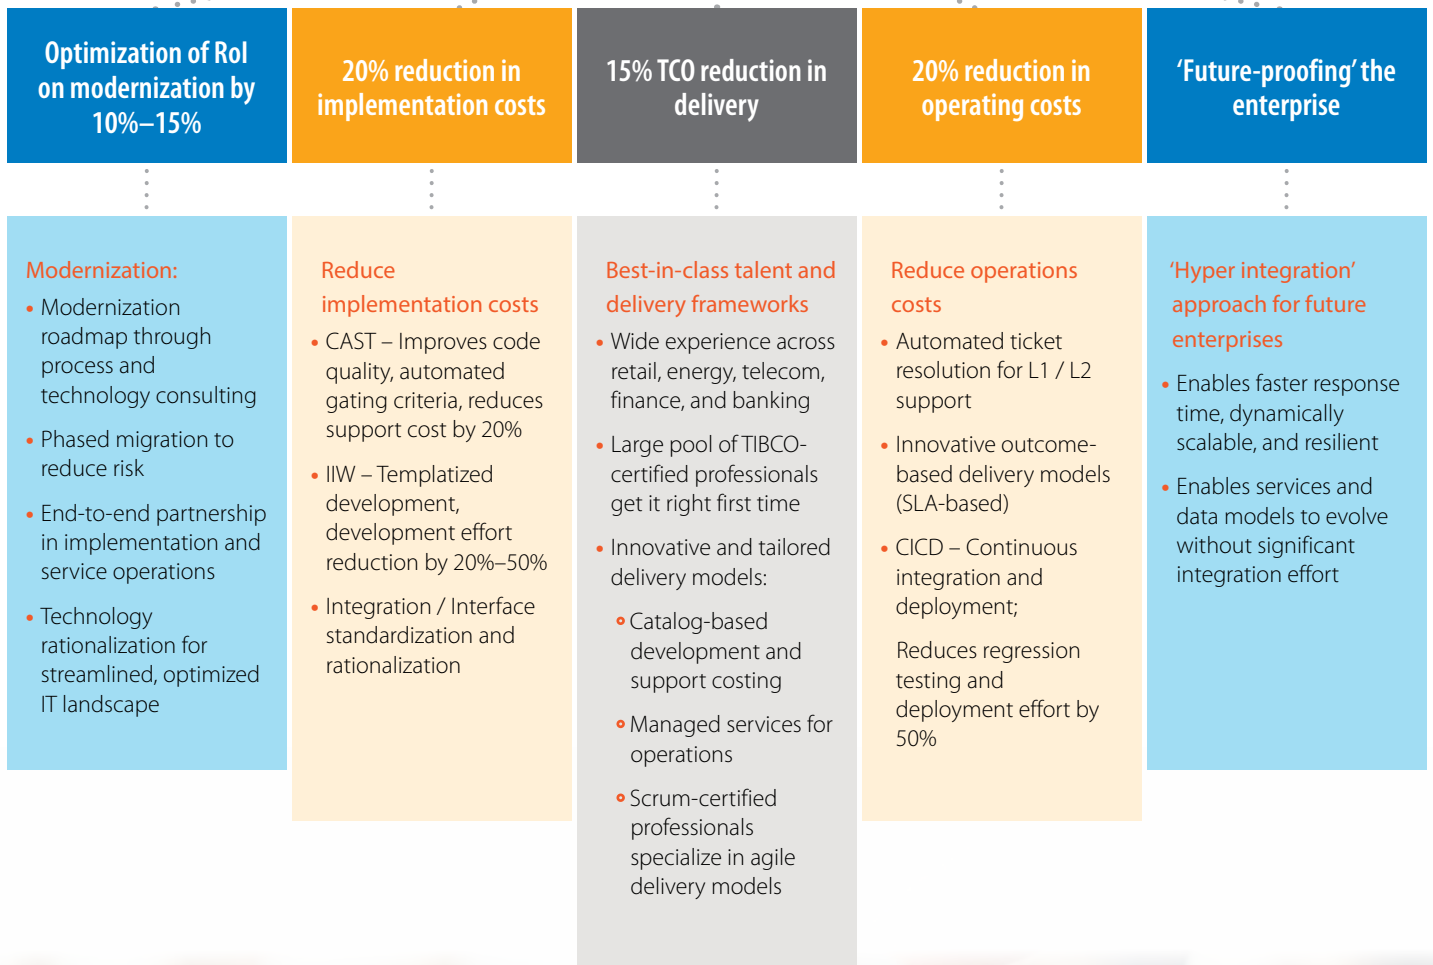 Optimization of RoI
on modernization by
10%–15%
20% reduction in
implementation costs
15% TCO reduction in
delivery
20% reduction in
operating costs
‘Future-proofing’ the
enterprise
Modernization:
• Modernization
roadmap through
process and
technology consulting
• Phased migration to
reduce risk
• End-to-end partnership
in implementation and
service operations
• Technology
rationalization for
streamlined, optimized
IT landscape
Reduce
implementation costs
• CAST – Improves code
quality, automated
gating criteria, reduces
support cost by 20%
• IIW – Templatized
development,
development effort
reduction by 20%–50%
• Integration / Interface
standardization and
rationalization
Best-in-class talent and
delivery frameworks
• Wide experience across
retail, energy, telecom,
finance, and banking
• Large pool of TIBCO-
certified professionals
get it right first time
• Innovative and tailored
delivery models:
Catalog-based
development and
support costing
Managed services for
operations
Scrum-certified
professionals
specialize in agile
delivery models
Reduce operations
costs
• Automated ticket
resolution for L1 / L2
support
• Innovative outcome-
based delivery models
(SLA-based)
• CICD – Continuous
integration and
deployment;
Reduces regression
testing and
deployment effort by
50%
‘Hyper integration’
approach for future
enterprises
• Enables faster response
time, dynamically
scalable, and resilient
• Enables services and
data models to evolve
without significant
integration effort